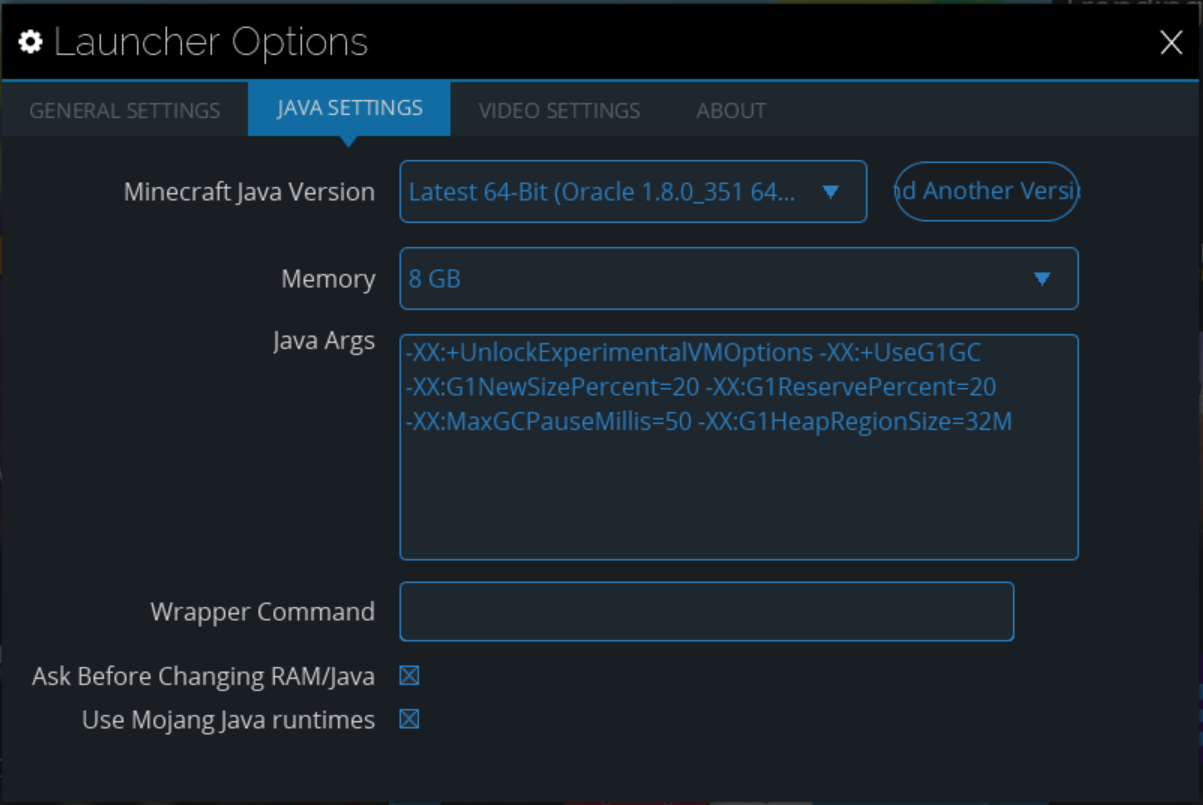 Launcher Options
GENERAL SETTINGS JAVA SETTINGS VIDEO SETTINGS ABOUT
Minecraft Java Version Latest 64-Bit (Oracle 1.8.0_351 64... d Another Versi
Memory 8 GB
Java Args
-XX:+UnlockExperimentalVMOptions -XX:+UseG1GC
-XX:G1NewSizePercent=20 -XX:G1ReservePercent=20
-XX:MaxGCPauseMillis=50 -XX:G1HeapRegionSize=32M
Wrapper Command
Ask Before Changing RAM/Java
Use Mojang Java runtimes